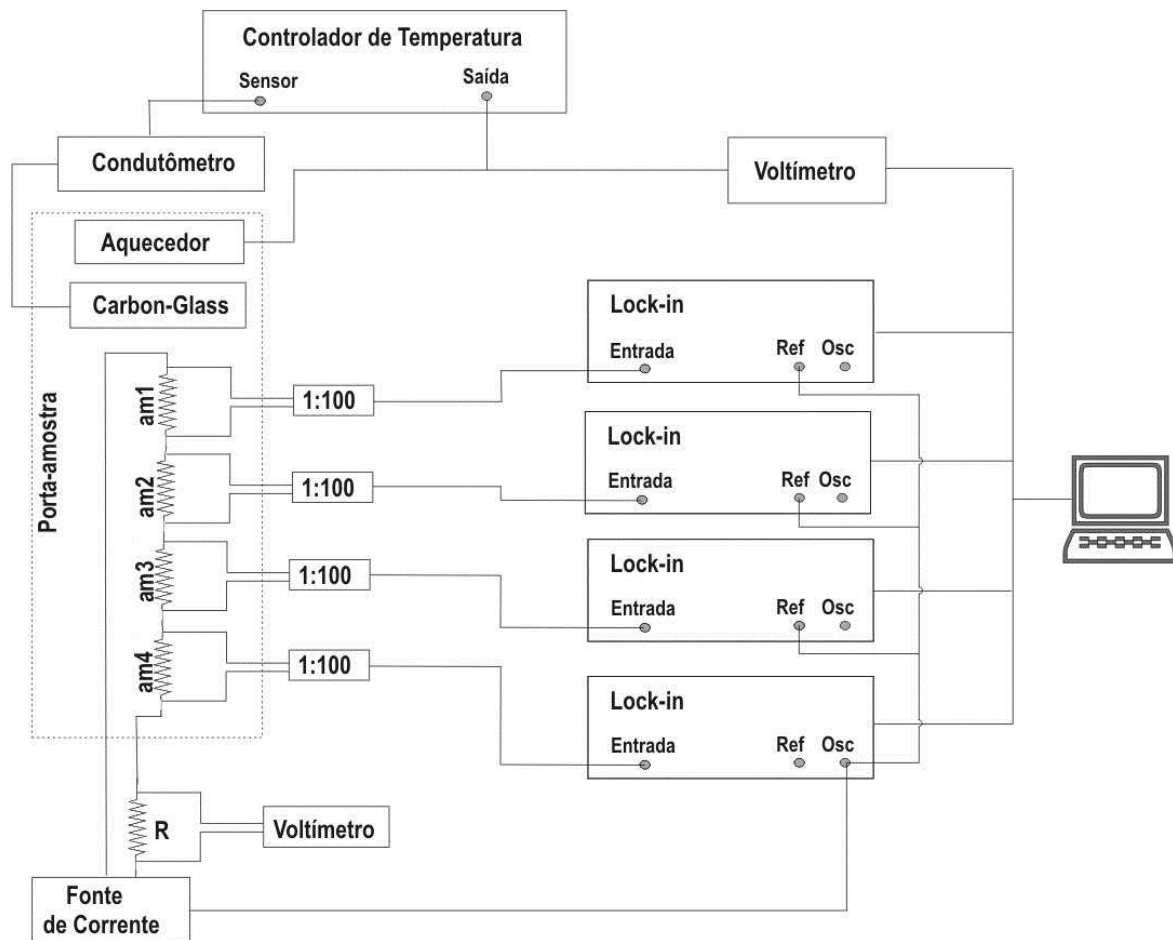 Controlador de Temperatura
Sensor
Saída
Condutômetro
Voltímetro
Aquecedor
Carbon-Glass
Porta-amostra
am1
am2
am3
am4
1:100
1:100
1:100
1:100
Lock-in
Entrada Ref Osc
Lock-in
Entrada Ref Osc
Lock-in
Entrada Ref Osc
Lock-in
Entrada Ref Osc
R
Voltímetro
Fonte
de Corrente